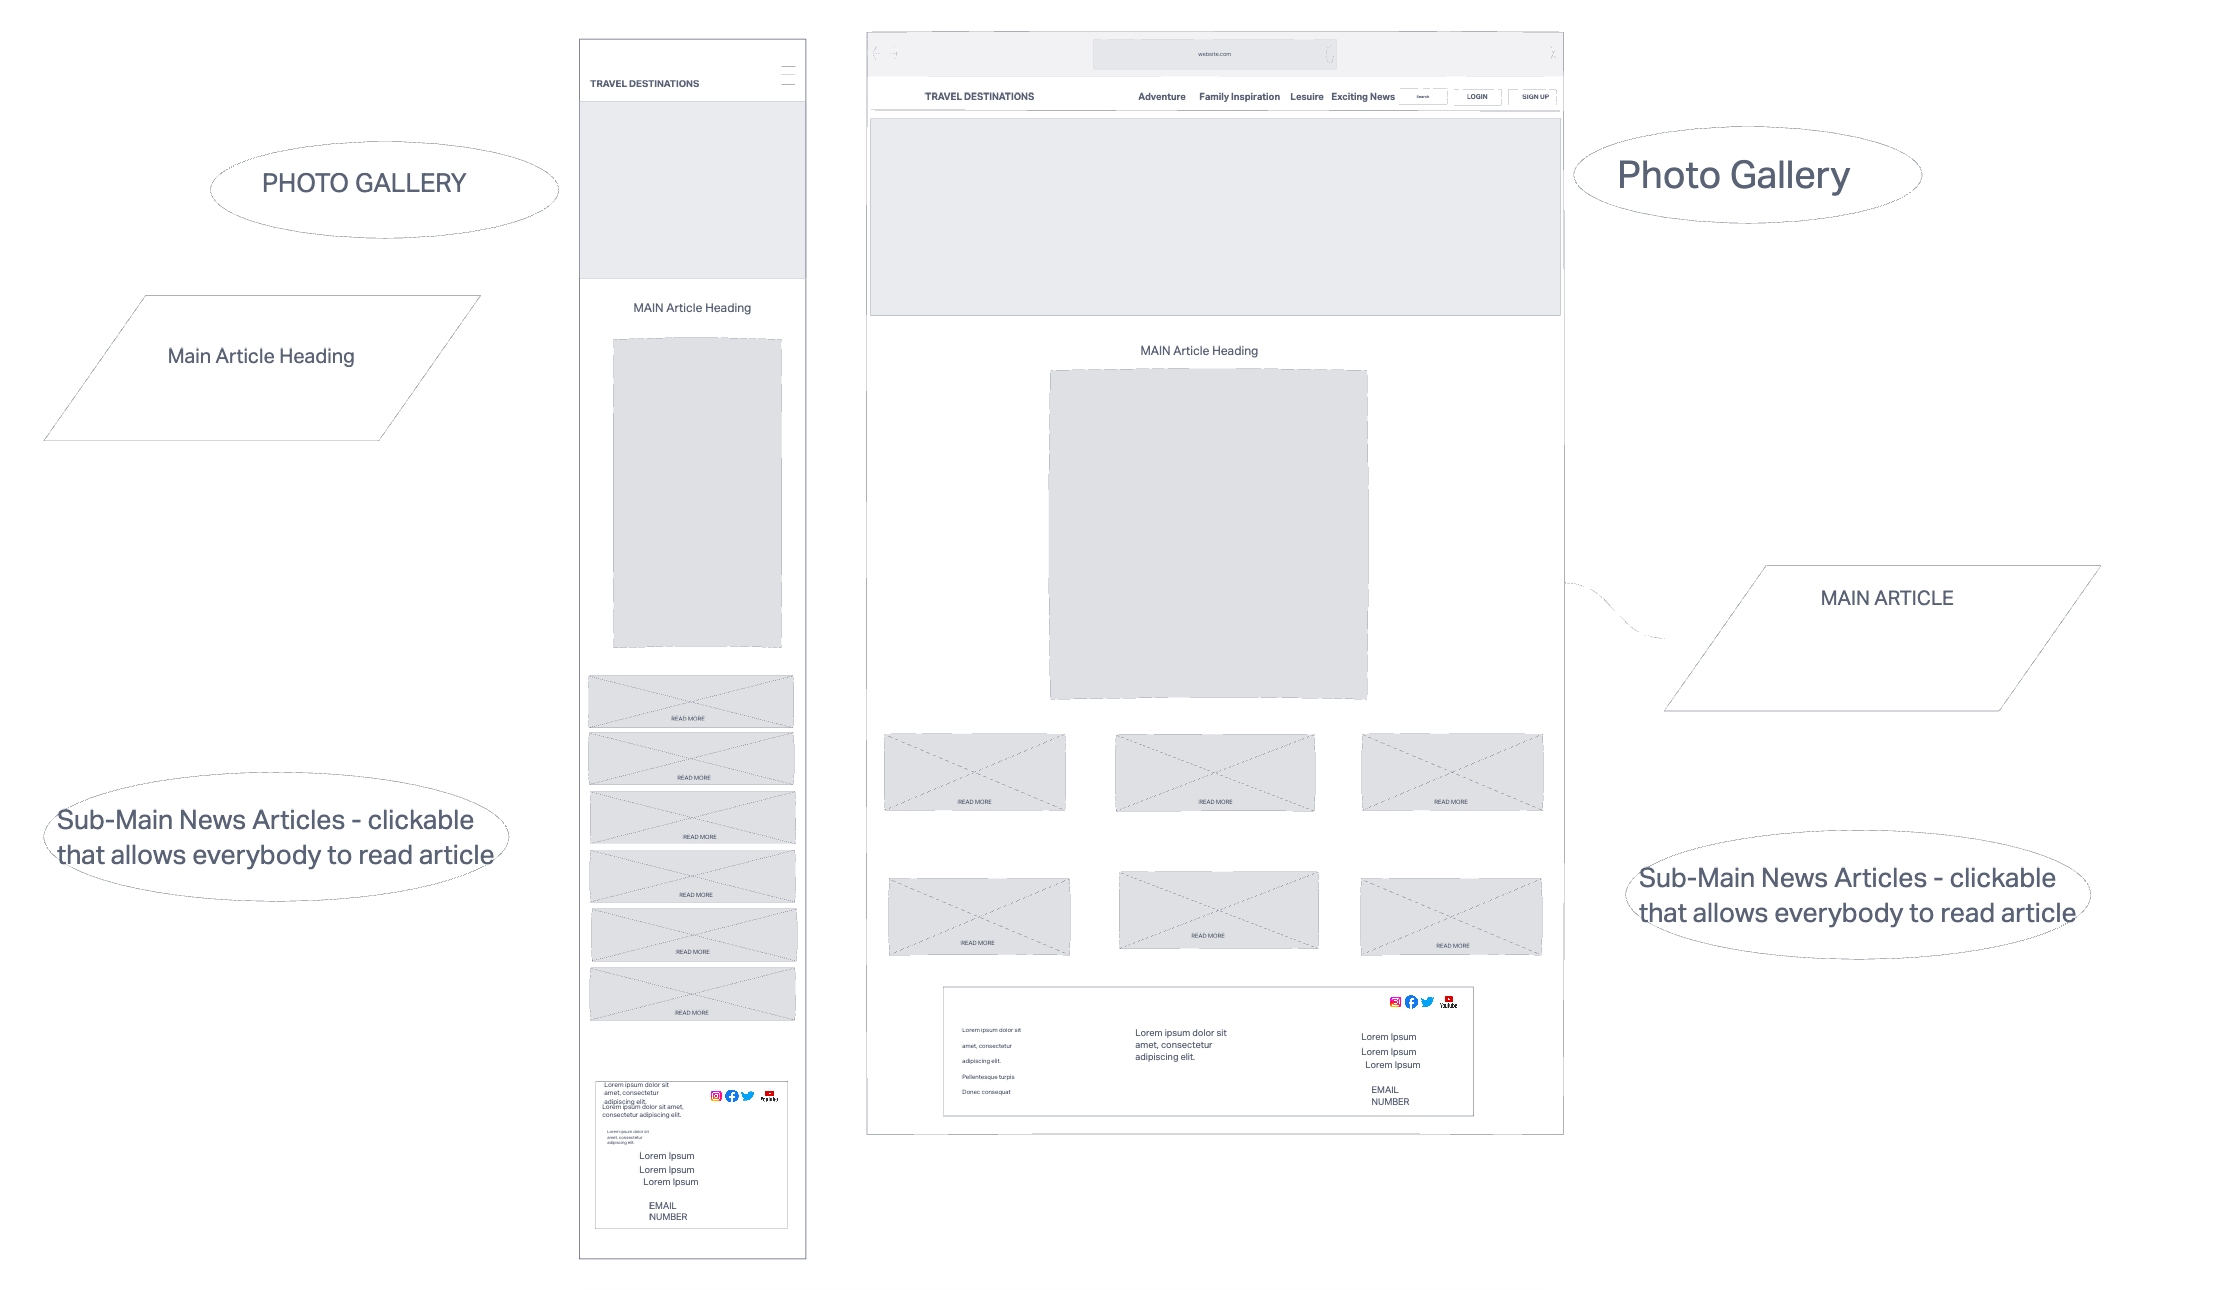 PHOTO GALLERY
Main Article Heading
Sub-Main News Articles - clickable
that allows everybody to read article
TRAVEL DESTINATIONS
MAIN Article Heading
READ MORE
READ MORE
READ MORE
READ MORE
READ MORE
READ MORE
Lorem ipsum dolor sit
amet, consectetur
adipiscing elit.
Lorem ipsum dolor sit amet,
consectetur adipiscing elit.
Lorem ipsum dolor sit
amet, consectetur
adipiscing elit.
Youtube
Lorem Ipsum
Lorem Ipsum
Lorem Ipsum
EMAIL
NUMBER
website.com
TRAVEL DESTINATIONS Adventure Family Inspiration Lesuire Exciting News Search LOGIN SIGN UP
MAIN Article Heading
READ MORE READ MORE READ MORE
READ MORE READ MORE READ MORE
Youtube
Lorem ipsum dolor sit
amet, consectetur
adipiscing elit.
Pellentesque turpis
Donec consequat
Lorem ipsum dolor sit
amet, consectetur
adipiscing elit.
Lorem Ipsum
Lorem Ipsum
Lorem Ipsum
EMAIL
NUMBER
Photo Gallery
MAIN ARTICLE
Sub-Main News Articles - clickable
that allows everybody to read article